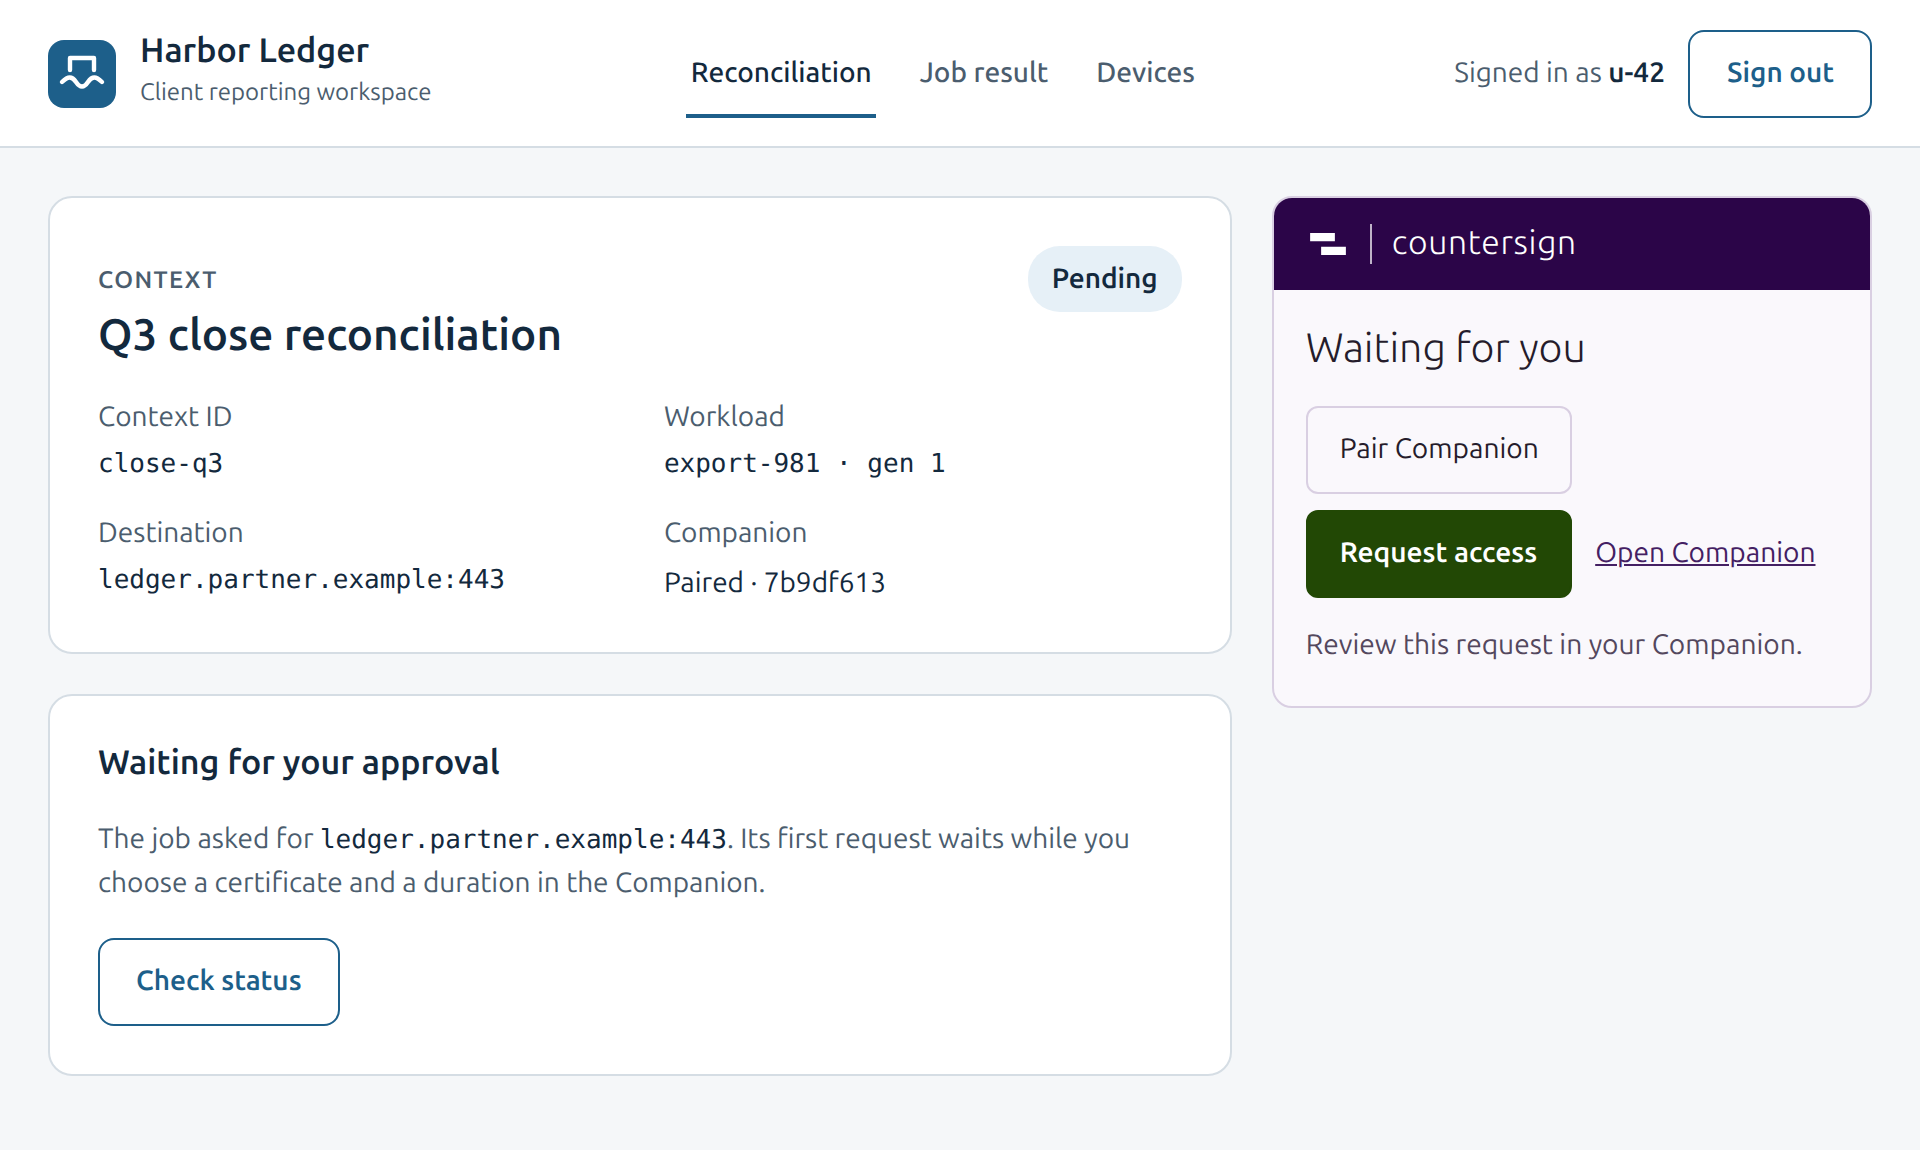 Harbor Ledger
Client reporting workspace
Reconciliation
Job result
Devices
Signed in as u-42
Sign out
CONTEXT
Pending
Q3 close reconciliation
Context ID
close-q3
Workload
export-981 · gen 1
Destination
ledger.partner.example:443
Companion
Paired · 7b9df613
Waiting for your approval
The job asked for ledger.partner.example:443. Its first request waits while you
choose a certificate and a duration in the Companion.
Check status
countersign
Waiting for you
Pair Companion
Request access
Open Companion
Review this request in your Companion.